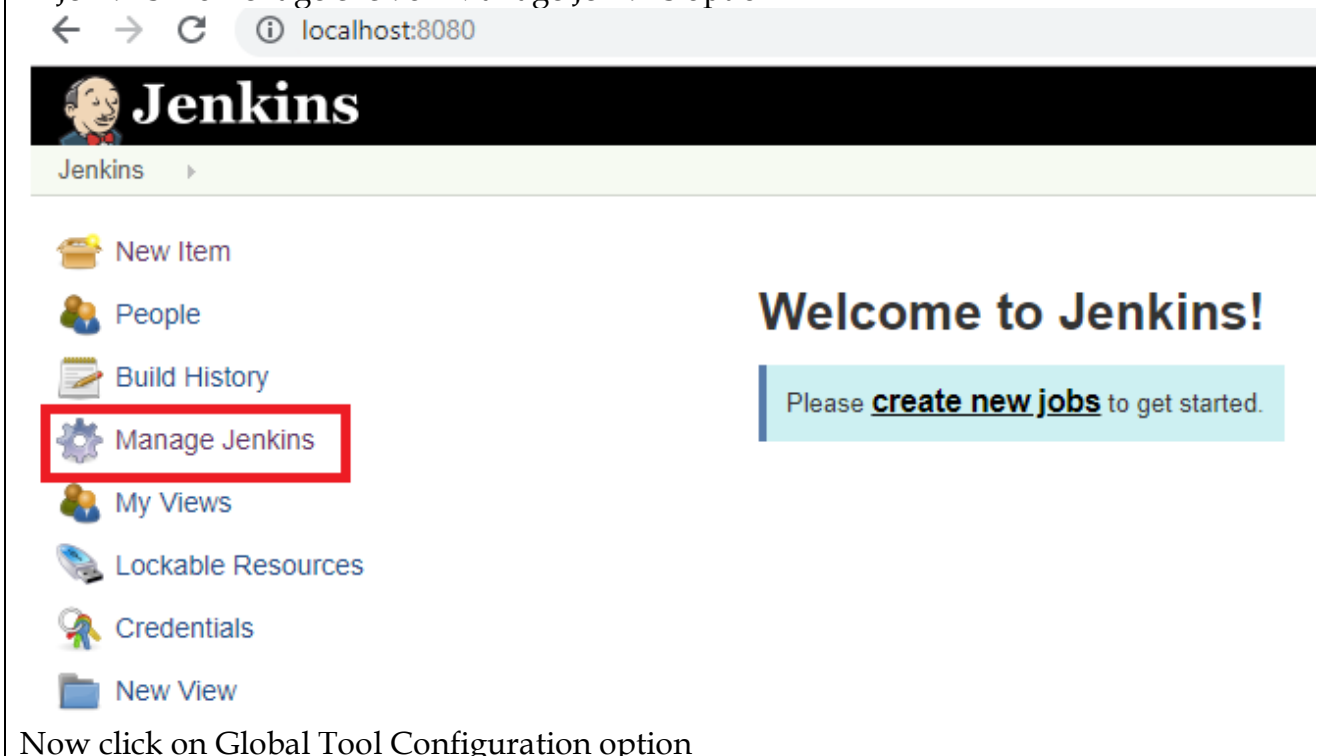 localhost:8080
Jenkins
Jenkins
New Item
People
Build History
Manage Jenkins
My Views
Lockable Resources
Credentials
New View
Welcome to Jenkins!
Please create new jobs to get started.
Now click on Global Tool Configuration option